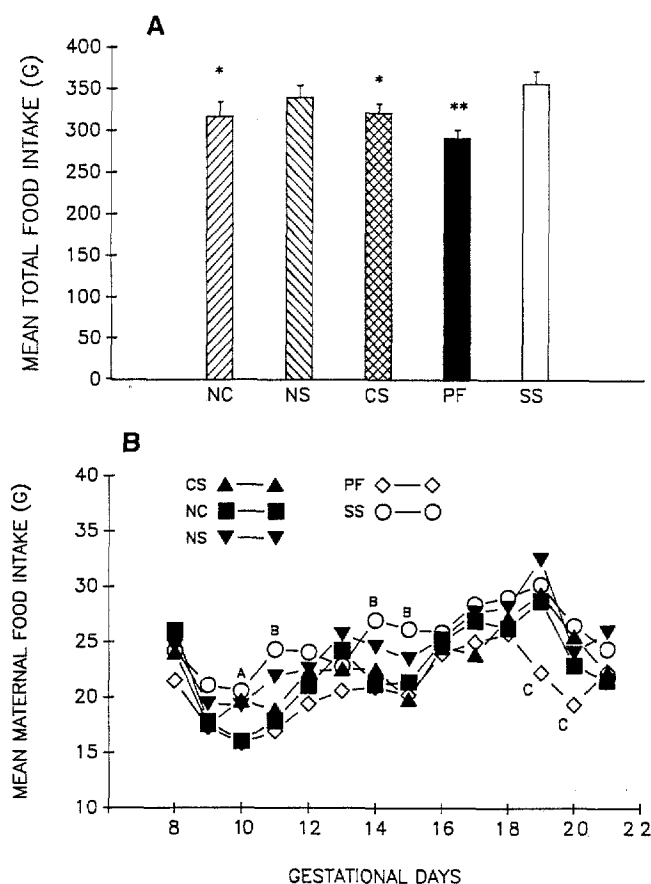 A
MEAN TOTAL FOOD INTAKE (G)
400
350
300
250
200
150
100
50
0
*
*
**
NC NS CS PF SS
B
MEAN MATERNAL FOOD INTAKE (G)
40
35
30
25
20
15
10
CS
NC
NS
PF
SS
A
B
B
B
C
C
8 10 12 14 16 18 20 22
GESTATIONAL DAYS